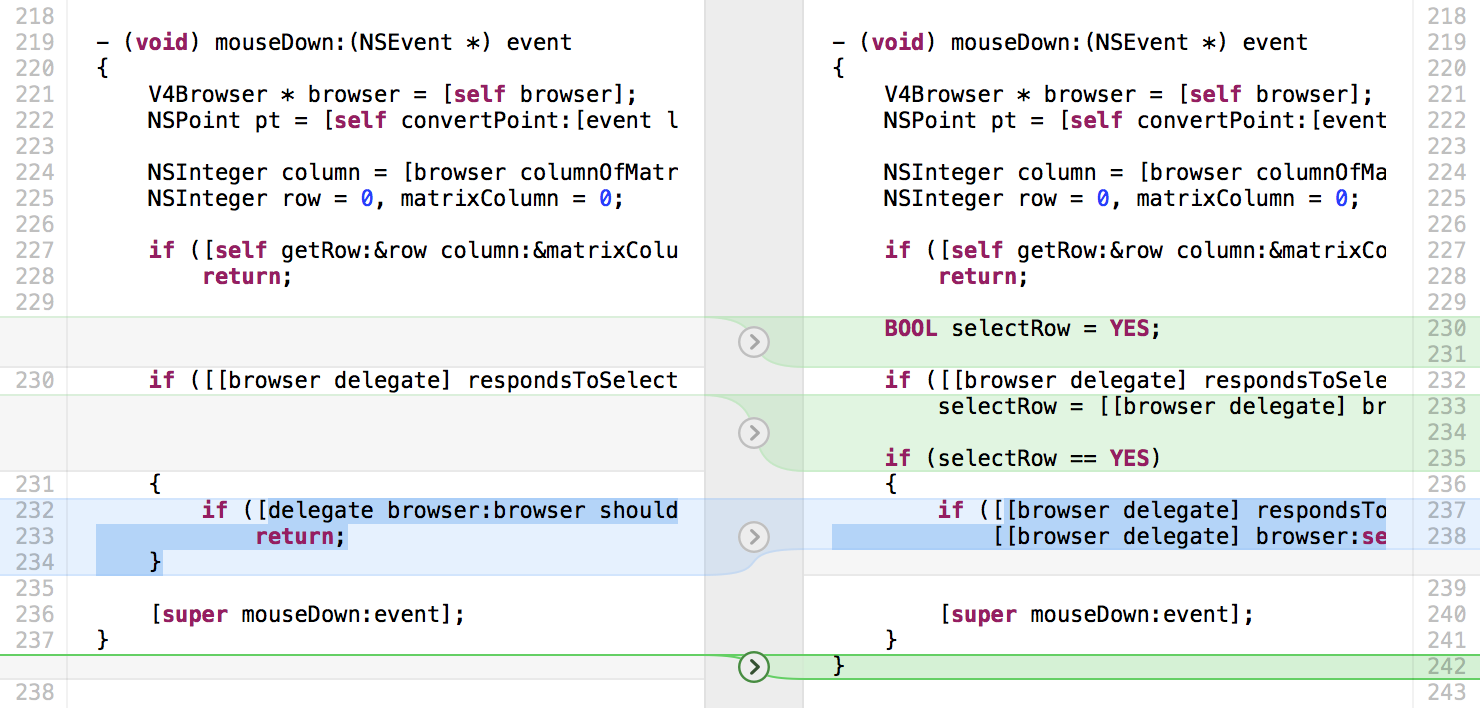 218
219 - (void) mouseDown:(NSEvent *) event
220 {
221 V4Browser * browser = [self browser];
222 NSPoint pt = [self convertPoint:[event l
223
224 NSInteger column = [browser columnOfMatr
225 NSInteger row = 0, matrixColumn = 0;
226
227 if ([self getRow:&row column:&matrixColu
228 return;
229
230 if ([[browser delegate] respondsToSelect
231 {
232 if ([delegate browser:browser should
233 return;
234 }
235
236 [super mouseDown:event];
237 }
238
218
- (void) mouseDown:(NSEvent *) event 219
{ 220
V4Browser * browser = [self browser]; 221
NSPoint pt = [self convertPoint:[event 222
223
NSInteger column = [browser columnOfMa 224
NSInteger row = 0, matrixColumn = 0; 225
226
if ([self getRow:&row column:&matrixCo 227
return; 228
229
BOOL selectRow = YES; 230
231
if ([[browser delegate] respondsToSele 232
selectRow = [[browser delegate] br 233
234
if (selectRow == YES) 235
{ 236
if ([[browser delegate] respondsTo 237
[[browser delegate] browser:se 238
239
[super mouseDown:event]; 240
} 241
} 242
243